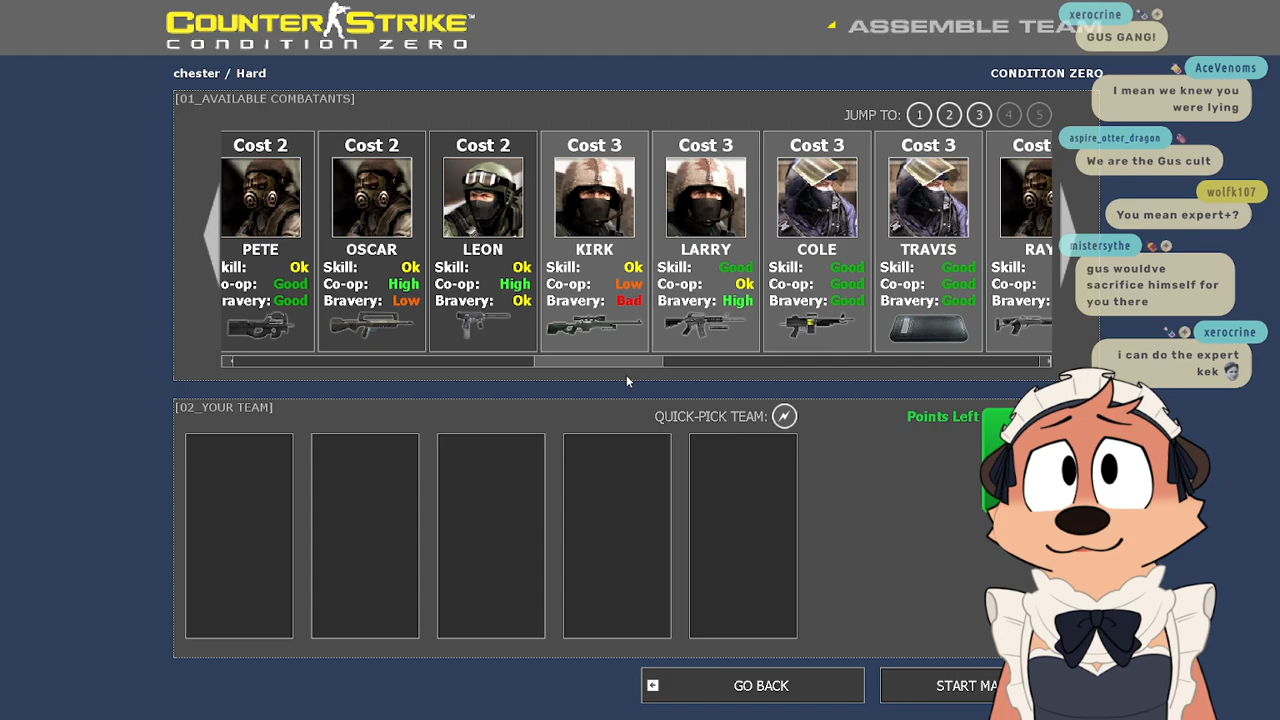 COUNTER STRIKE™
CONDITION ZERO
ASSEMBLE TEAM
chester / Hard
CONDITION ZERO
[01_AVAILABLE COMBATANTS]
JUMP TO: 1 2 3 4 5
Cost 2
PETE
Skill: Ok
Co-op: Good
Bravery: Good
Cost 2
OSCAR
Skill: Ok
Co-op: High
Bravery: Low
Cost 2
LEON
Skill: Ok
Co-op: High
Bravery: Ok
Cost 3
KIRK
Skill: Ok
Co-op: Low
Bravery: Bad
Cost 3
LARRY
Skill: Good
Co-op: Ok
Bravery: High
Cost 3
COLE
Skill: Good
Co-op: Good
Bravery: Good
Cost 3
TRAVIS
Skill: Good
Co-op: Good
Bravery: Good
Cost
RAY
Skill:
Co-op:
Bravery:
[02_YOUR TEAM]
QUICK-PICK TEAM:
Points Left
GO BACK
START MA
xerocrine
GUS GANG!
AceVenoms
I mean we knew you
were lying
aspire_otter_dragon
We are the Gus cult
wolfk107
You mean expert+?
mistersythe
gus wouldve
sacrifice himself for
you there
xerocrine
i can do the expert
kek